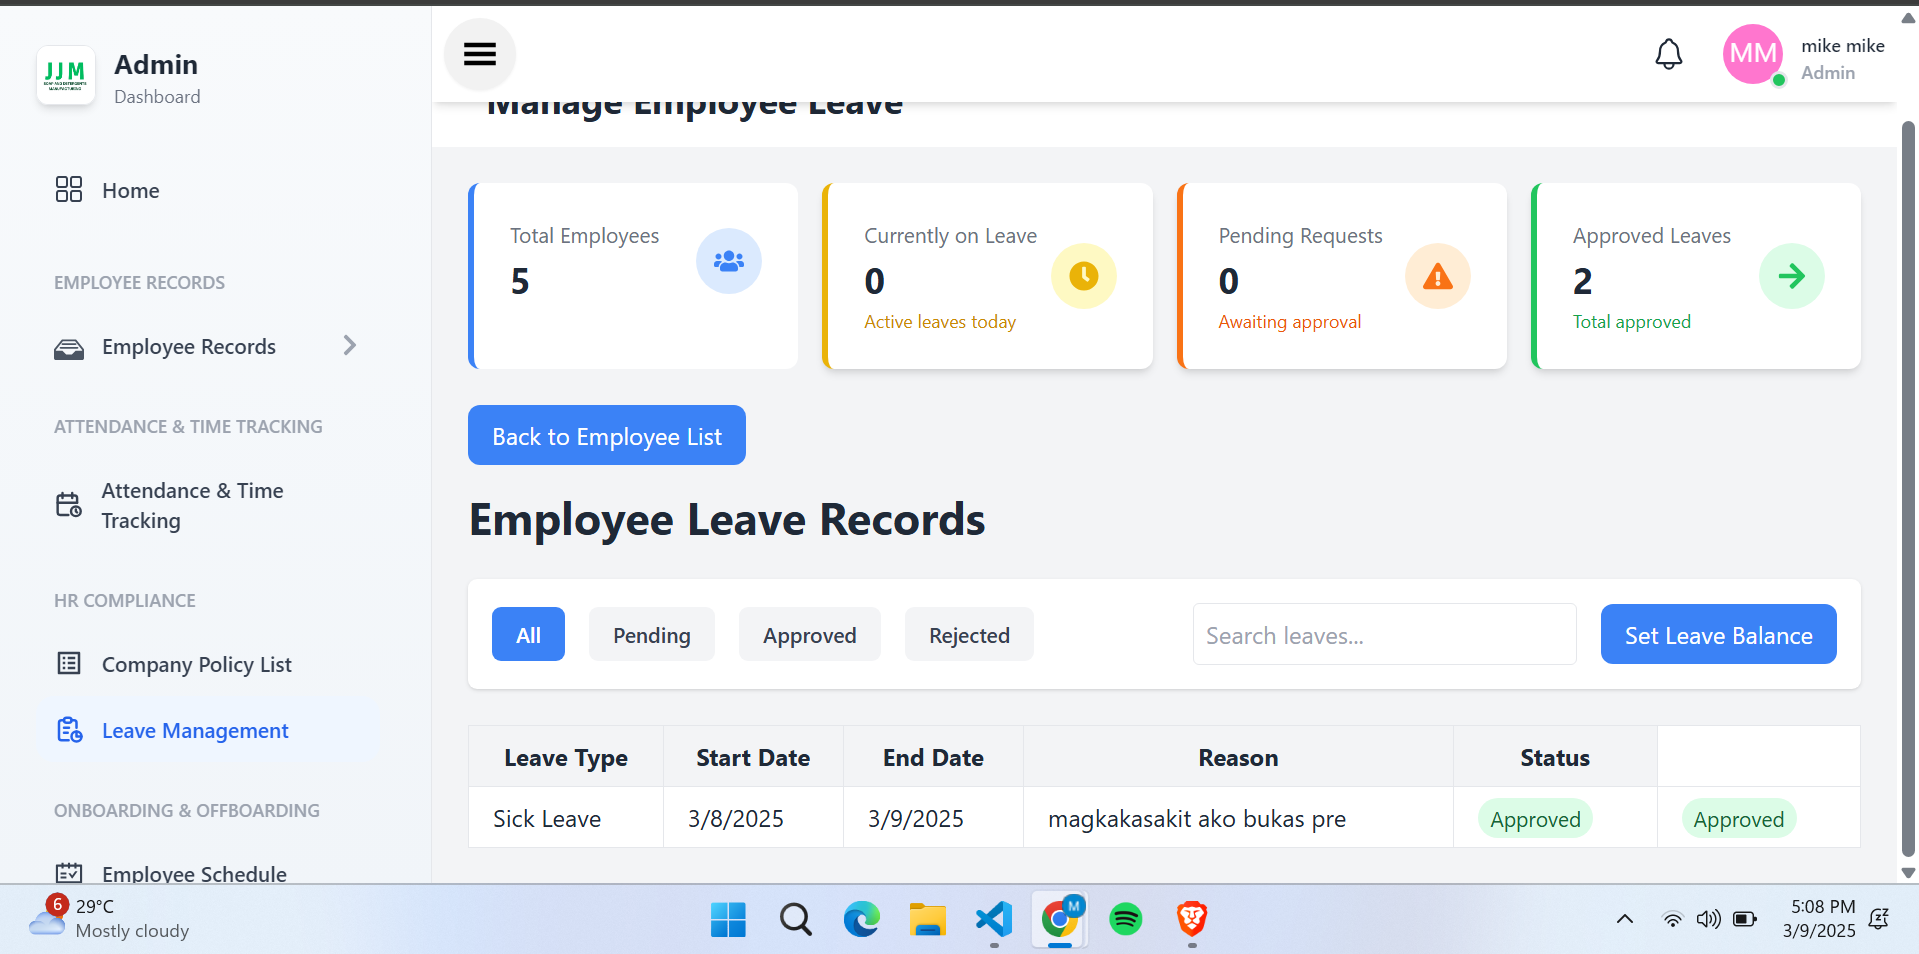 JJM
SOAP AND DETERGENTS
MANUFACTURING
Admin
Dashboard
MM
mike mike
Admin
Manage Employee Leave
Home
EMPLOYEE RECORDS
Employee Records
ATTENDANCE & TIME TRACKING
Attendance & Time
Tracking
HR COMPLIANCE
Company Policy List
Leave Management
ONBOARDING & OFFBOARDING
Employee Schedule
Total Employees
5
Currently on Leave
0
Active leaves today
Pending Requests
0
Awaiting approval
Approved Leaves
2
Total approved
Back to Employee List
Employee Leave Records
All
Pending
Approved
Rejected
Search leaves...
Set Leave Balance
Leave Type
Start Date
End Date
Reason
Status
Sick Leave
3/8/2025
3/9/2025
magkakasakit ako bukas pre
Approved
Approved
6
29°C
Mostly cloudy
M
5:08 PM
3/9/2025